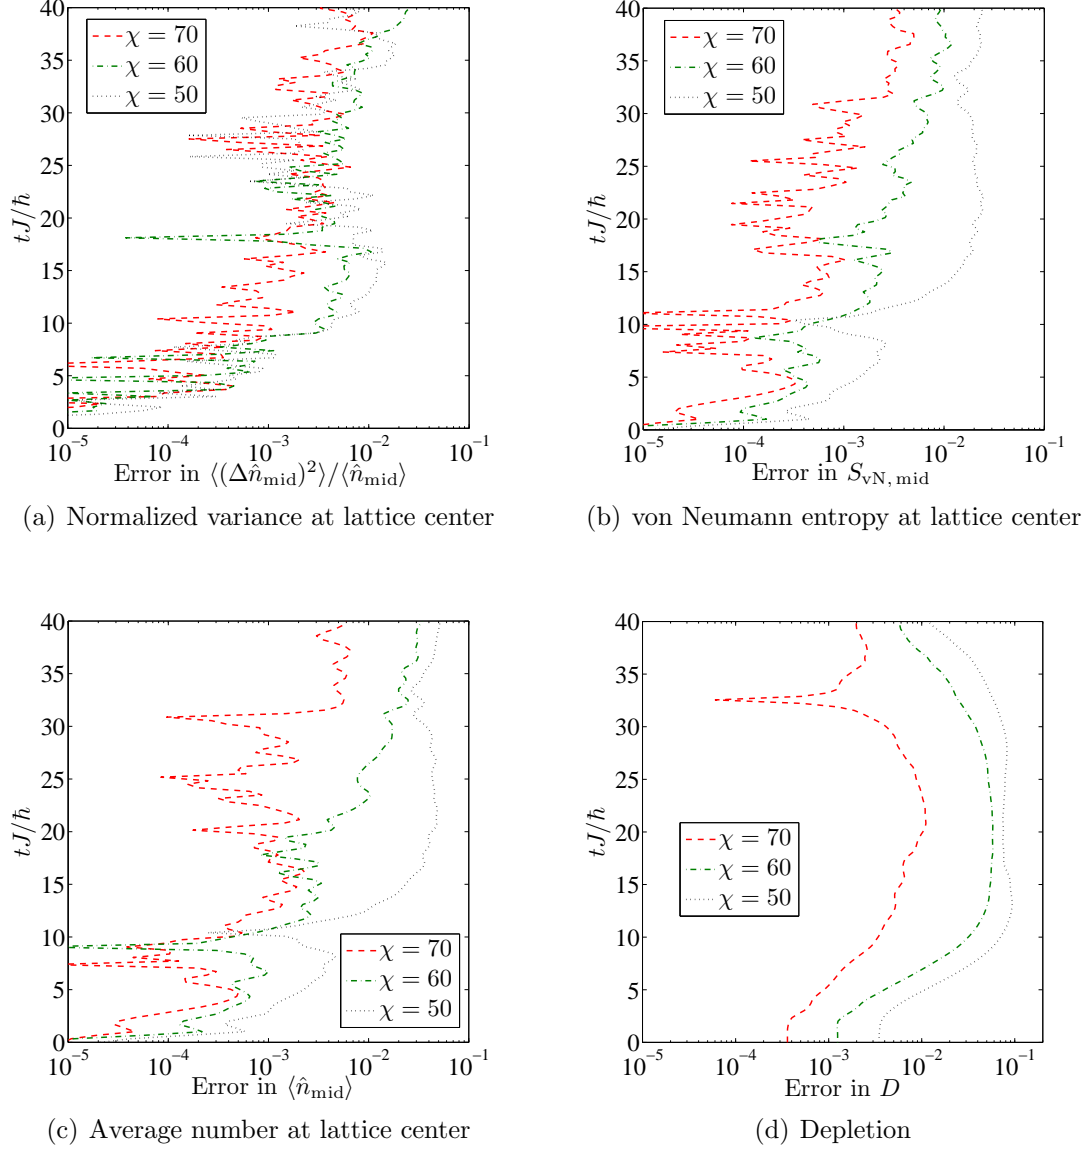 40
35
30
25
20
15
10
5
0
tJ/ħ
χ = 70
χ = 60
χ = 50
10⁻⁵ 10⁻⁴ 10⁻³ 10⁻² 10⁻¹
Error in ⟨(Δn̂_mid)²⟩/⟨n̂_mid⟩
(a) Normalized variance at lattice center
40
35
30
25
20
15
10
5
0
tJ/ħ
χ = 70
χ = 60
χ = 50
10⁻⁵ 10⁻⁴ 10⁻³ 10⁻² 10⁻¹
Error in S_vN, mid
(b) von Neumann entropy at lattice center
40
35
30
25
20
15
10
5
0
tJ/ħ
χ = 70
χ = 60
χ = 50
10⁻⁵ 10⁻⁴ 10⁻³ 10⁻² 10⁻¹
Error in ⟨n̂_mid⟩
(c) Average number at lattice center
40
35
30
25
20
15
10
5
0
tJ/ħ
χ = 70
χ = 60
χ = 50
10⁻⁵ 10⁻⁴ 10⁻³ 10⁻² 10⁻¹
Error in D
(d) Depletion